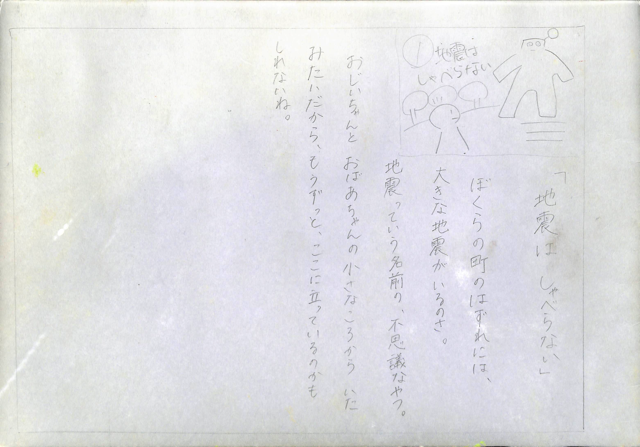 「地震は しゃべらない」
ぼくらの町のはずれには、
大きな地震がいるのさ。
地震っていう名前の、不思議なやつ。
おじいちゃんと おばあちゃんの小さなころから いた
みたいだから、もうずっと、ここに立っているのかも
しれないね。
①地震は
しゃべらない